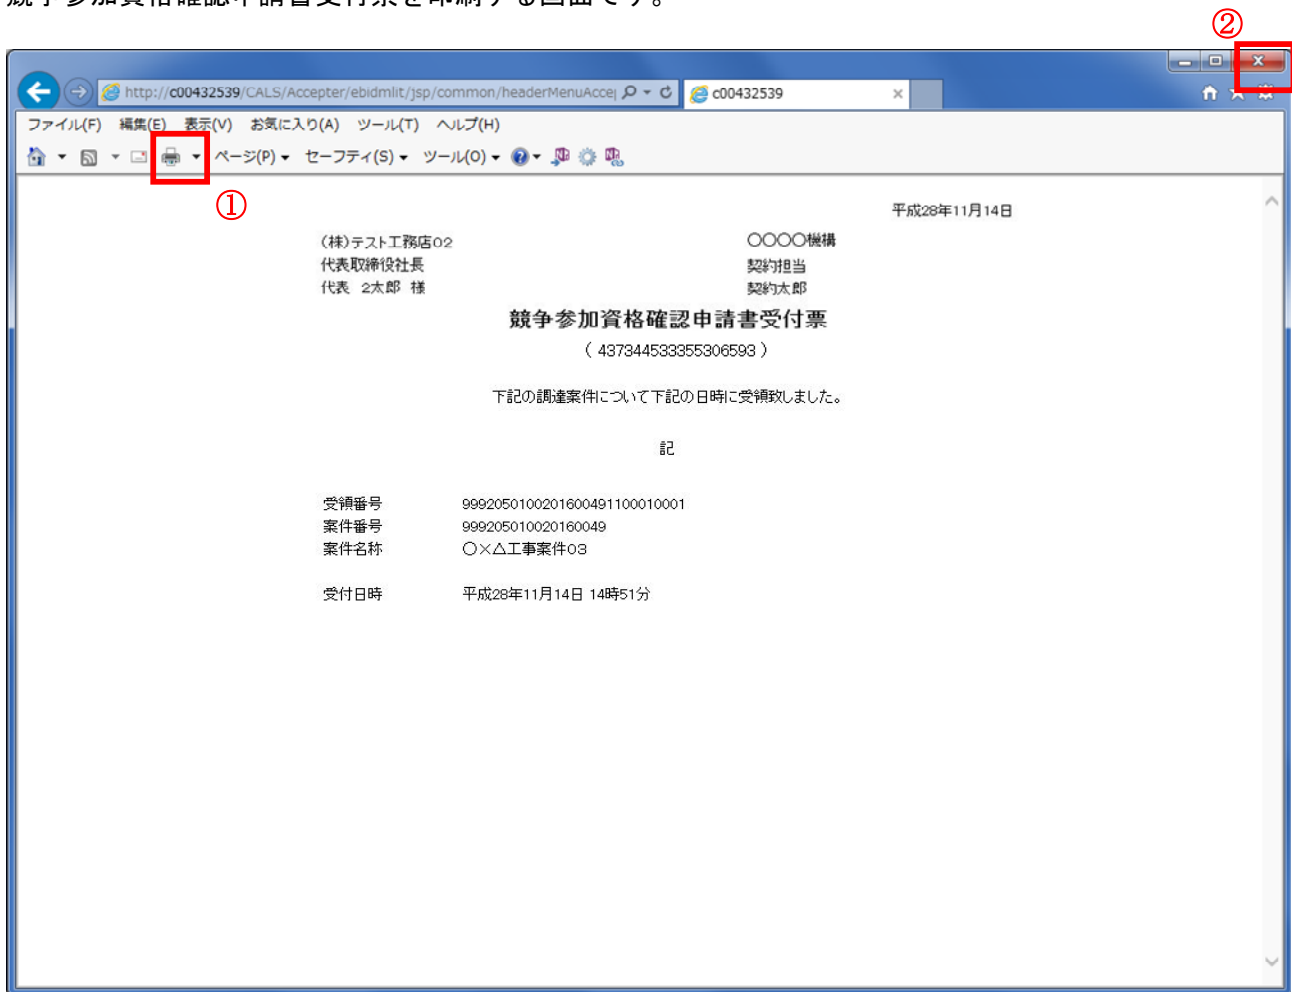 競争参加資格確認申請書受付票を印刷する画面です。
②
http://c00432539/CALS/Accepter/ebidmlit/jsp/common/headerMenuAccep
c00432539
ファイル(F) 編集(E) 表示(V) お気に入り(A) ツール(T) ヘルプ(H)
ページ(P) セーフティ(S) ツール(O)
①
平成28年11月14日
(株)テストエ務店02 〇〇〇〇機構
代表取締役社長 契約担当
代表 2太郎 様 契約太郎
競争参加資格確認申請書受付票
( 437344533355306593 )
下記の調達案件について下記の日時に受領致しました。
記
受領番号 9992050100201600491100010001
案件番号 999205010020160049
案件名称 〇×△工事案件03
受付日時 平成28年11月14日 14時51分